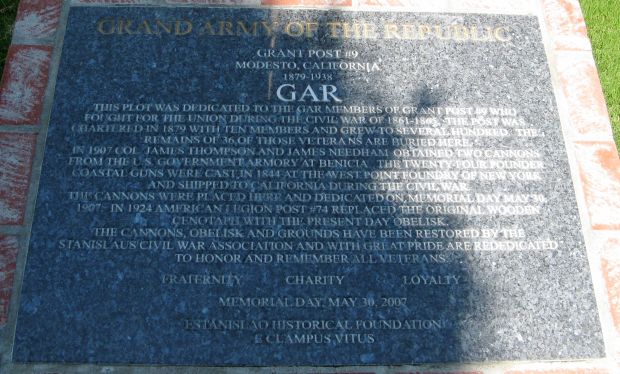 GRAND ARMY OF THE REPUBLIC
GRANT POST #9
MODESTO, CALIFORNIA
1879-1938
GAR
THIS PLOT WAS DEDICATED TO THE GAR MEMBERS OF GRANT POST #9 WHO
FOUGHT FOR THE UNION DURING THE CIVIL WAR OF 1861-1865. THE POST WAS
CHARTERED IN 1879 WITH TEN MEMBERS AND GREW TO SEVERAL HUNDRED. THE
REMAINS OF 36 OF THOSE VETERANS ARE BURIED HERE.
IN 1907 COL. JAMES THOMPSON AND JAMES NEEDHAM OBTAINED TWO CANNONS
FROM THE U.S. GOVERNMENT ARMORY AT BENICIA. THE TWENTY-FOUR POUNDER
COASTAL GUNS WERE CAST IN 1844 AT THE WEST POINT FOUNDRY OF NEW YORK
AND SHIPPED TO CALIFORNIA DURING THE CIVIL WAR.
THE CANNONS WERE PLACED HERE AND DEDICATED ON MEMORIAL DAY MAY 30,
1907. IN 1924 AMERICAN LEGION POST #74 REPLACED THE ORIGINAL WOODEN
CENOTAPH WITH THE PRESENT DAY OBELISK.
THE CANNONS, OBELISK AND GROUNDS HAVE BEEN RESTORED BY THE
STANISLAUS CIVIL WAR ASSOCIATION AND WITH GREAT PRIDE ARE REDEDICATED
TO HONOR AND REMEMBER ALL VETERANS.
FRATERNITY CHARITY LOYALTY
MEMORIAL DAY, MAY 30, 2007
ESTANISLAO HISTORICAL FOUNDATION
E CLAMPUS VITUS